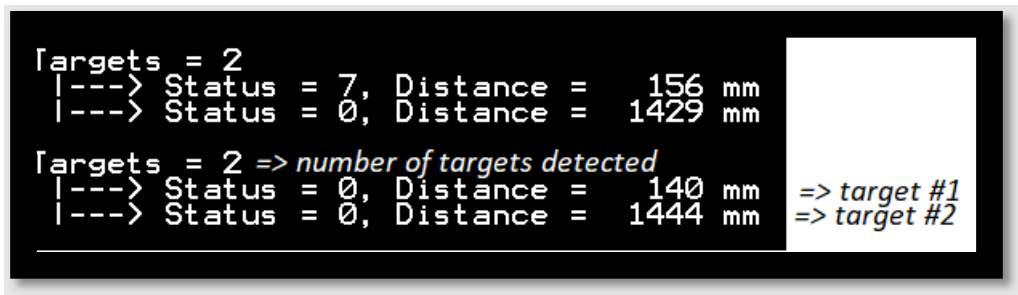 Targets = 2
|---> Status = 7, Distance = 156 mm
|---> Status = 0, Distance = 1429 mm
Targets = 2 => number of targets detected
|---> Status = 0, Distance = 140 mm => target #1
|---> Status = 0, Distance = 1444 mm => target #2